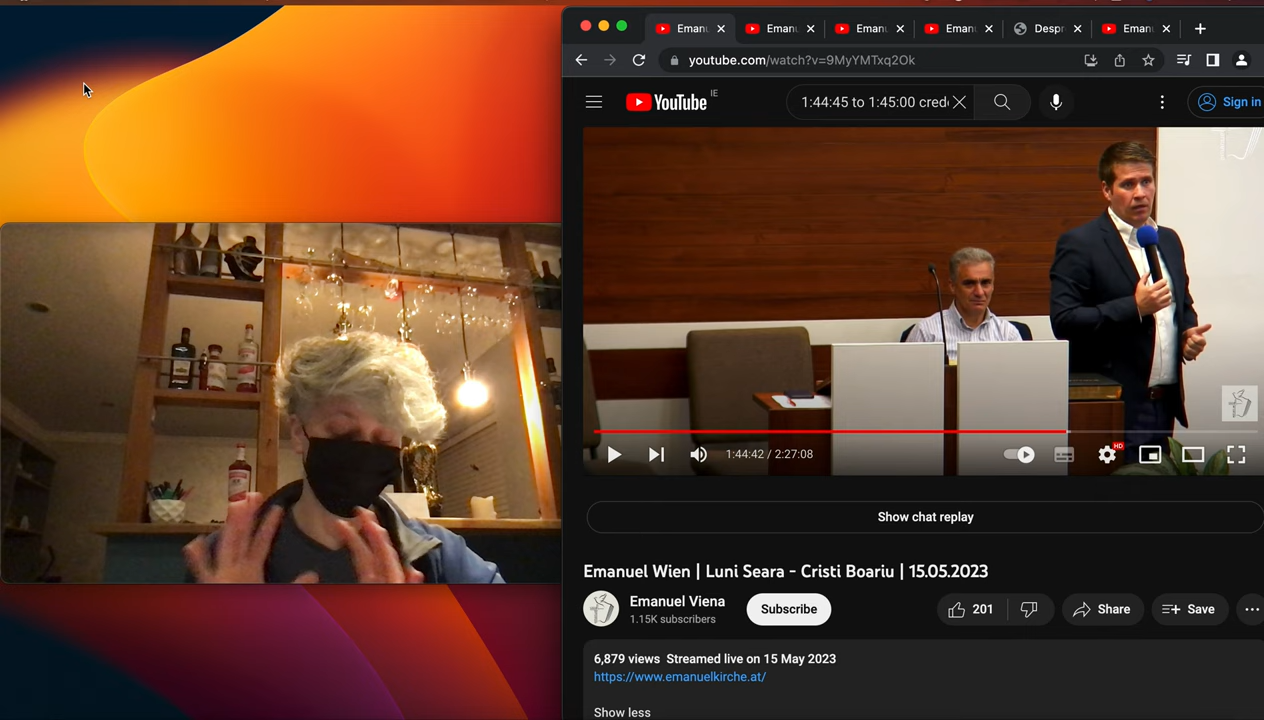 Emanu
Emanu
Emanu
Emanu
Despr
Emanu
youtube.com/watch?v=9MyYMTxq2Ok
YouTube IE
1:44:45 to 1:45:00 cred
Sign in
1:44:42 / 2:27:08
HD
Show chat replay
Emanuel Wien | Luni Seara - Cristi Boariu | 15.05.2023
Emanuel Viena
1.15K subscribers
Subscribe
201
Share
Save
6,879 views Streamed live on 15 May 2023
https://www.emanuelkirche.at/
Show less